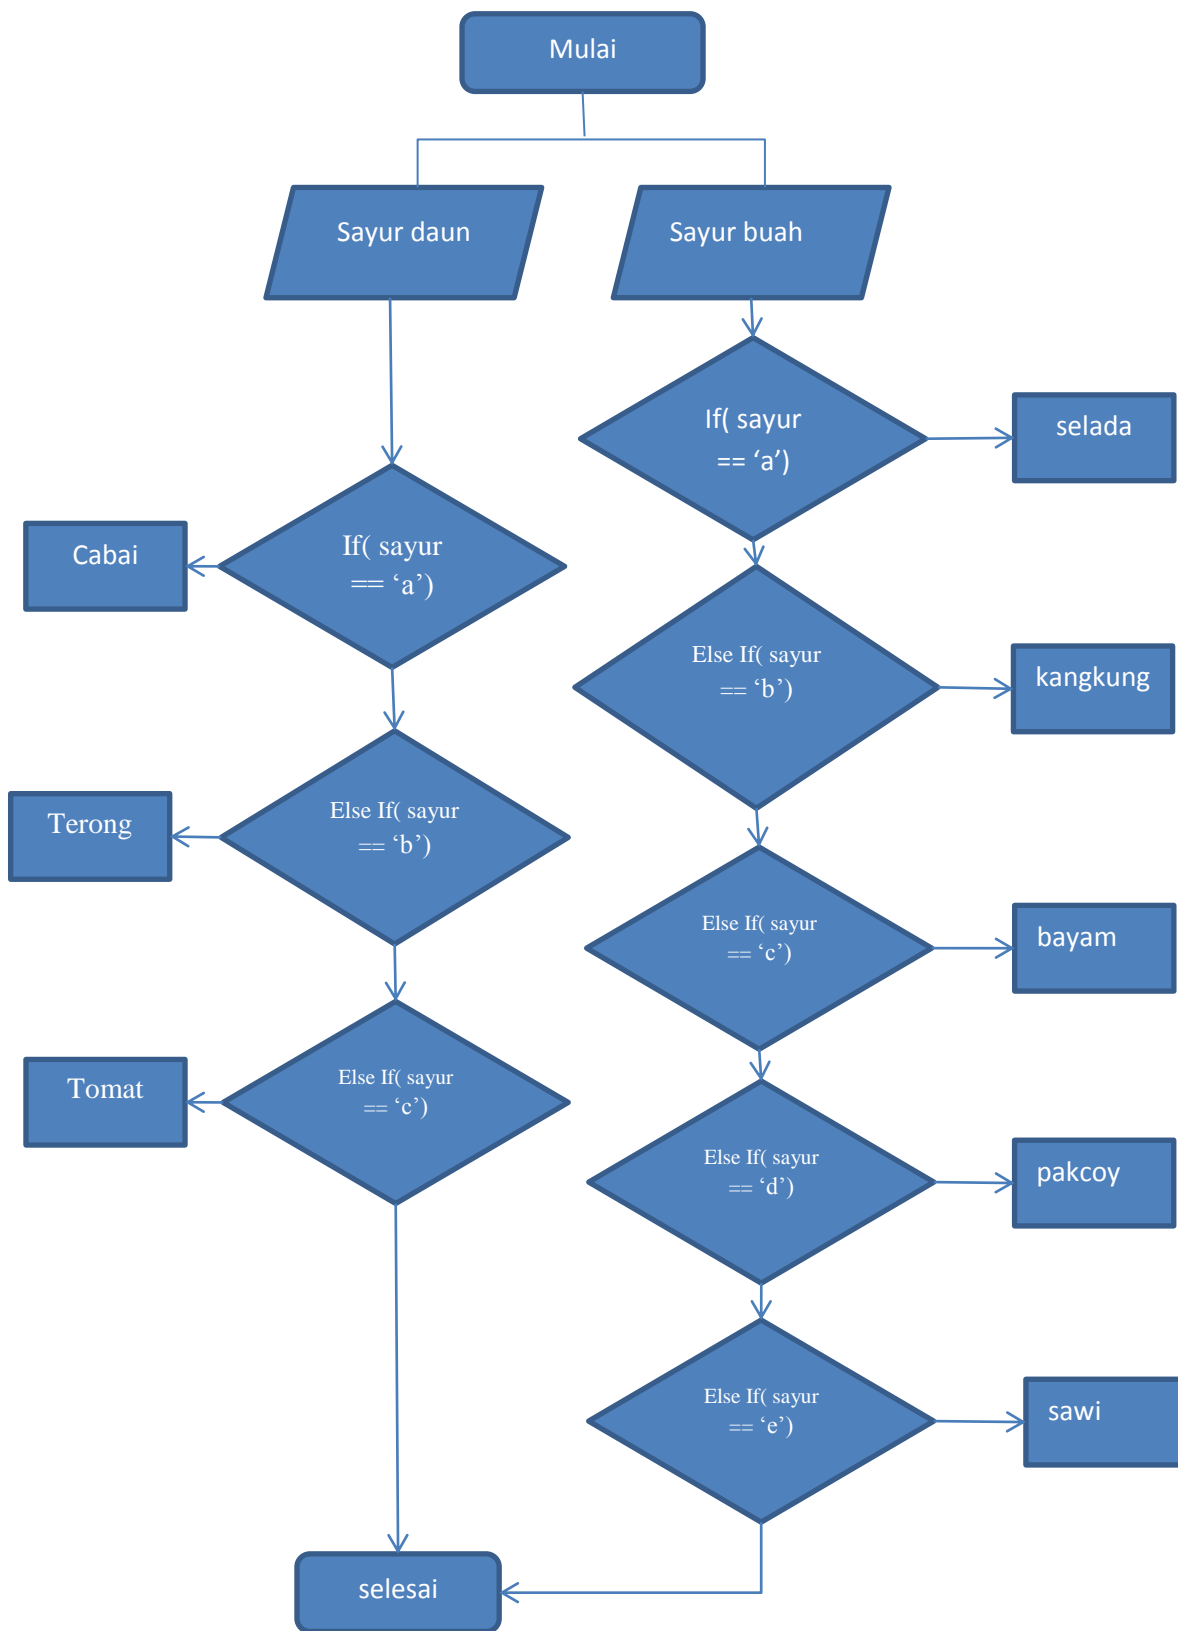 Mulai
Sayur daun
Sayur buah
If( sayur
== ‘a’)
selada
Cabai
If( sayur
== ‘a’)
Else If( sayur
== ‘b’)
kangkung
Terong
Else If( sayur
== ‘b’)
Else If( sayur
== ‘c’)
bayam
Tomat
Else If( sayur
== ‘c’)
Else If( sayur
== ‘d’)
pakcoy
Else If( sayur
== ‘e’)
sawi
selesai